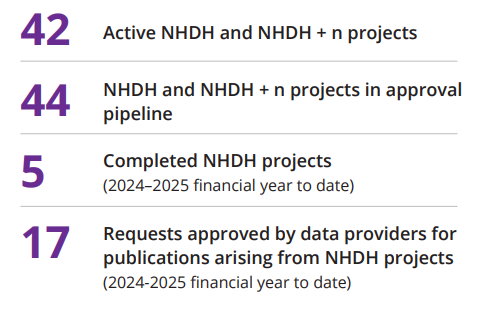 42
Active NHDH and NHDH + n projects
44
NHDH and NHDH + n projects in approval
pipeline
5
Completed NHDH projects
(2024–2025 financial year to date)
17
Requests approved by data providers for
publications arising from NHDH projects
(2024-2025 financial year to date)